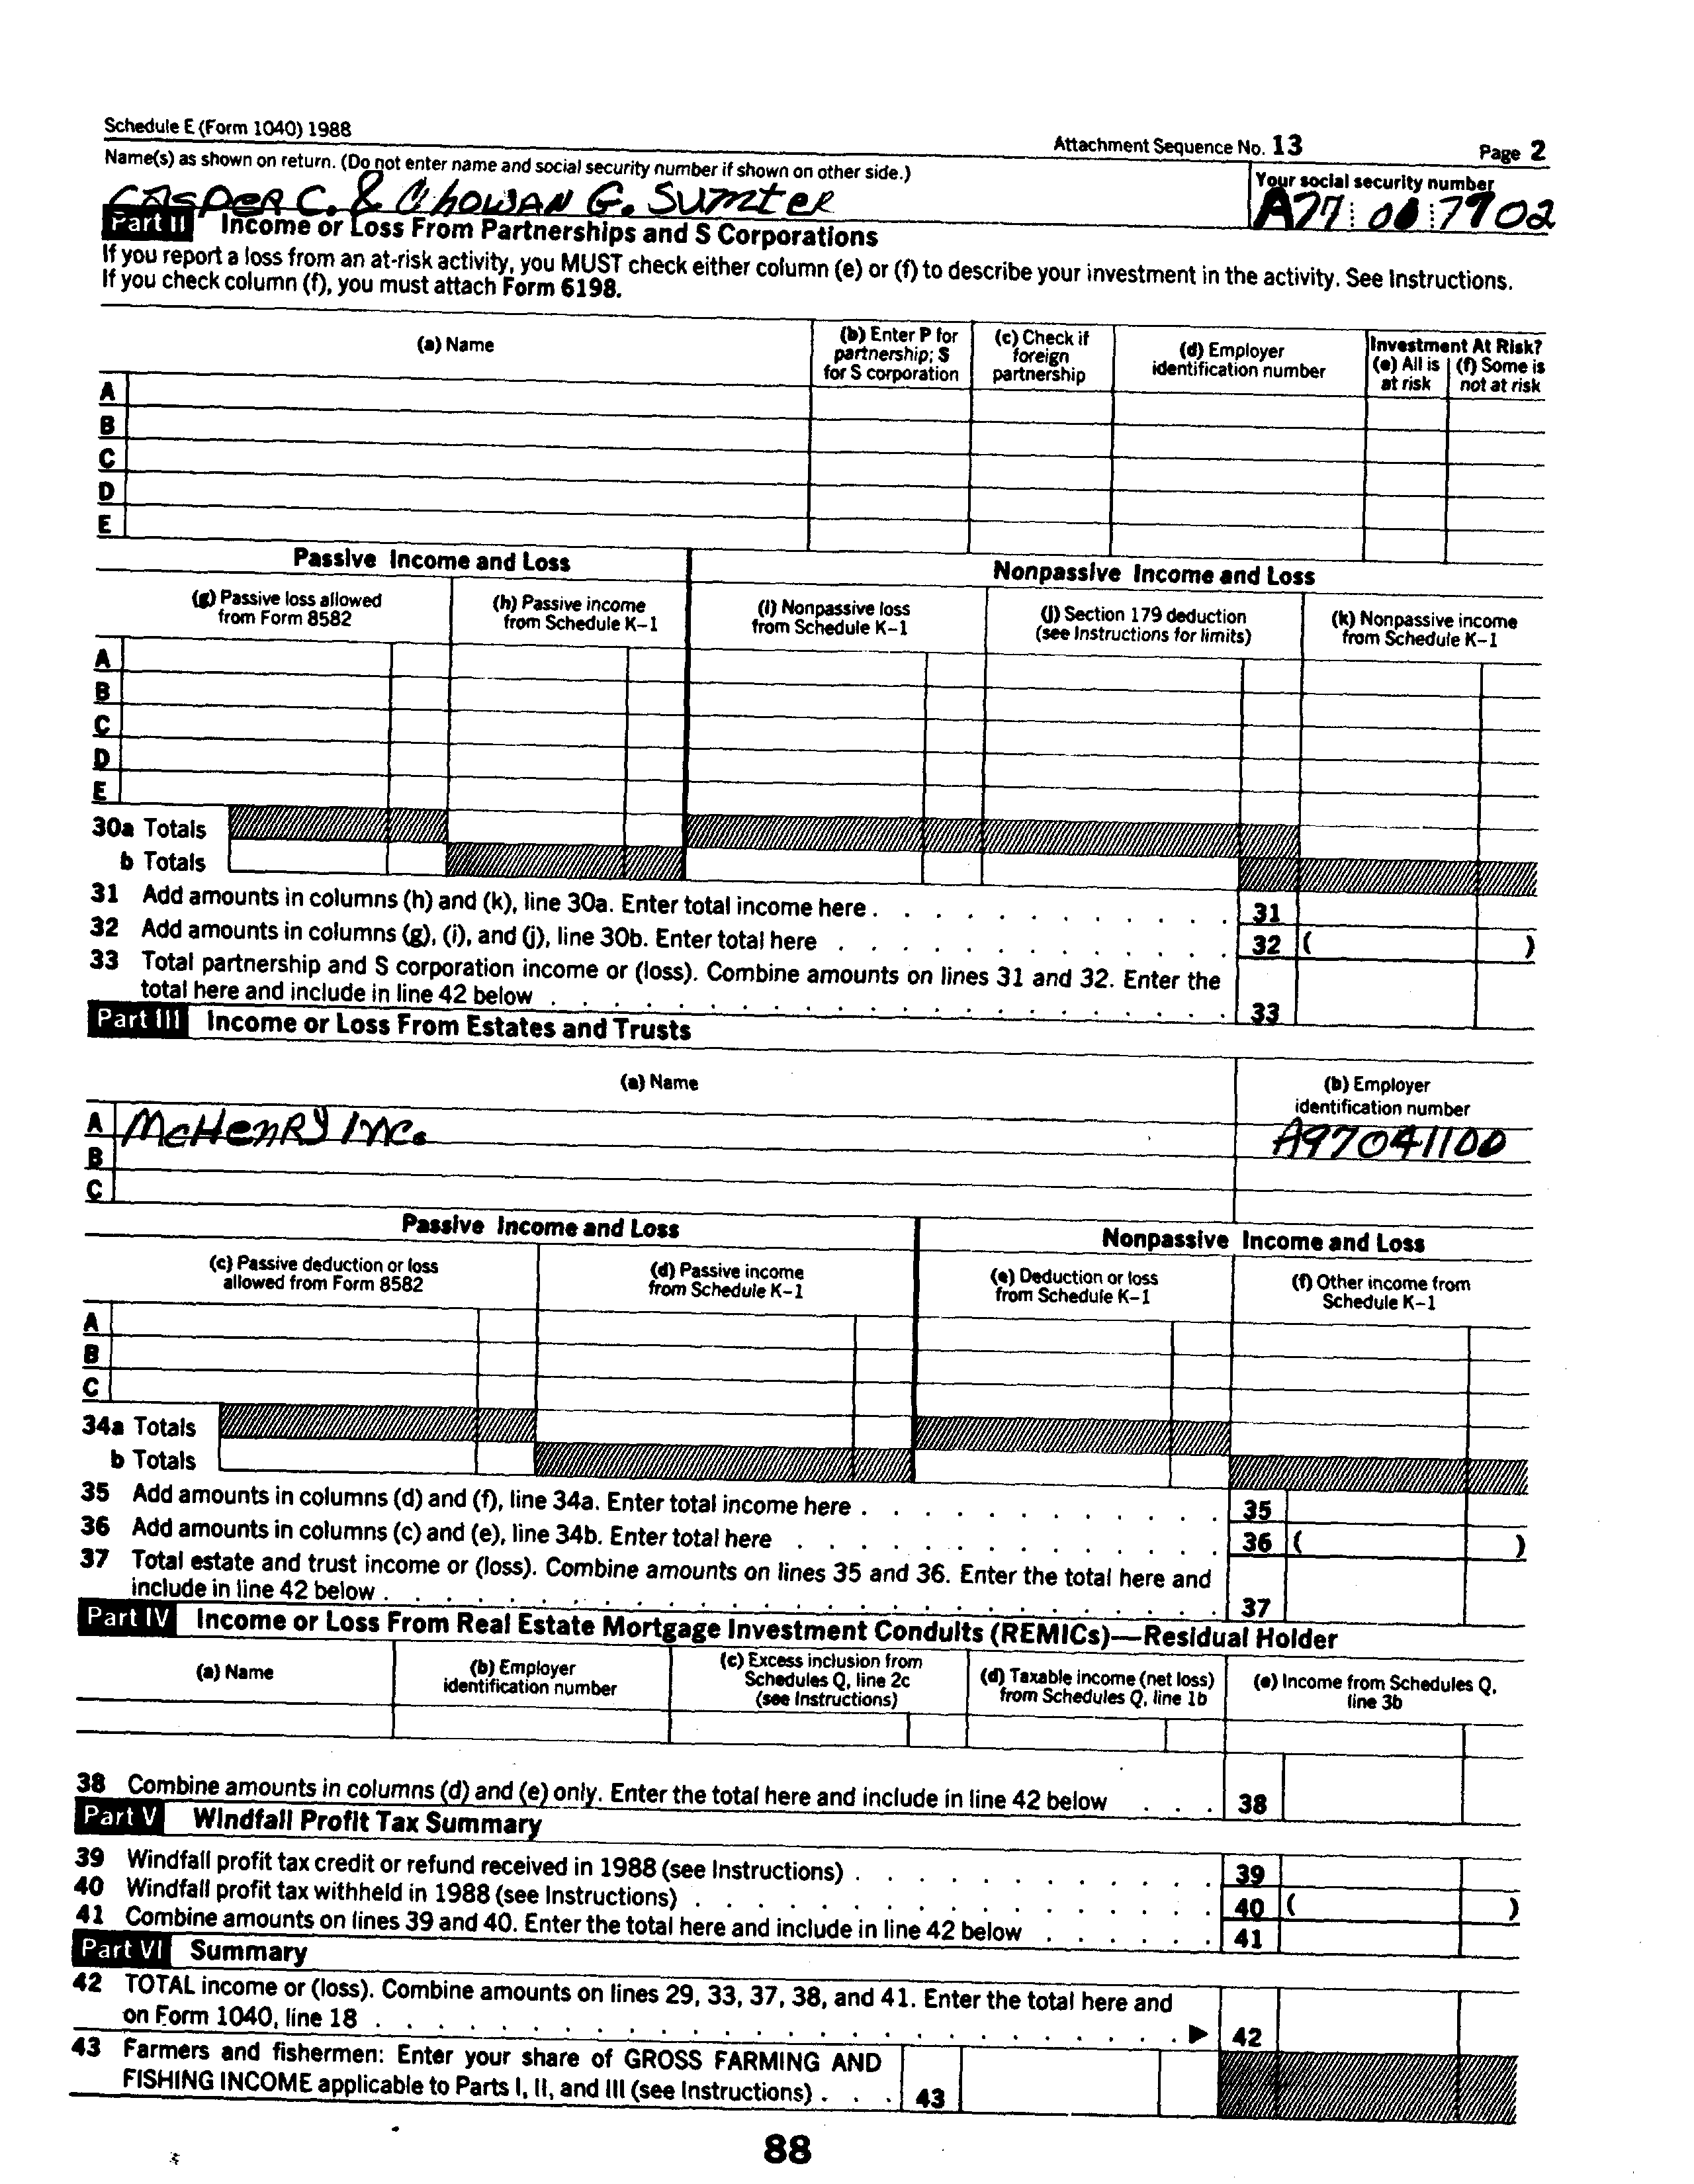 Schedule E (Form 1040) 1988
Attachment Sequence No. 13 Page 2
Name(s) as shown on return. (Do not enter name and social security number if shown on other side.)
Your social security number
CASPER C. & Chowan G. Sumter
A77 00 7902
Part II Income or Loss From Partnerships and S Corporations
If you report a loss from an at-risk activity, you MUST check either column (e) or (f) to describe your investment in the activity. See Instructions.
If you check column (f), you must attach Form 6198.
(a) Name
(b) Enter P for partnership; S for S corporation
(c) Check if foreign partnership
(d) Employer identification number
Investment At Risk?
(e) All is at risk
(f) Some is not at risk
A
B
C
D
E
Passive Income and Loss
Nonpassive Income and Loss
(g) Passive loss allowed from Form 8582
(h) Passive income from Schedule K-1
(i) Nonpassive loss from Schedule K-1
(j) Section 179 deduction (see Instructions for limits)
(k) Nonpassive income from Schedule K-1
A
B
C
D
E
30a Totals
b Totals
31 Add amounts in columns (h) and (k), line 30a. Enter total income here . . . 31
32 Add amounts in columns (g), (i), and (j), line 30b. Enter total here . . . 32 ( )
33 Total partnership and S corporation income or (loss). Combine amounts on lines 31 and 32. Enter the
total here and include in line 42 below . . . 33
Part III Income or Loss From Estates and Trusts
(a) Name
(b) Employer identification number
A McHenry Inc. A97041100
B
C
Passive Income and Loss
Nonpassive Income and Loss
(c) Passive deduction or loss allowed from Form 8582
(d) Passive income from Schedule K-1
(e) Deduction or loss from Schedule K-1
(f) Other income from Schedule K-1
A
B
C
34a Totals
b Totals
35 Add amounts in columns (d) and (f), line 34a. Enter total income here . . . 35
36 Add amounts in columns (c) and (e), line 34b. Enter total here . . . 36 ( )
37 Total estate and trust income or (loss). Combine amounts on lines 35 and 36. Enter the total here and
include in line 42 below . . . 37
Part IV Income or Loss From Real Estate Mortgage Investment Conduits (REMICs)—Residual Holder
(a) Name
(b) Employer identification number
(c) Excess inclusion from Schedules Q, line 2c (see Instructions)
(d) Taxable income (net loss) from Schedules Q, line 1b
(e) Income from Schedules Q, line 3b
38 Combine amounts in columns (d) and (e) only. Enter the total here and include in line 42 below . . . 38
Part V Windfall Profit Tax Summary
39 Windfall profit tax credit or refund received in 1988 (see Instructions) . . . 39
40 Windfall profit tax withheld in 1988 (see Instructions) . . . 40 ( )
41 Combine amounts on lines 39 and 40. Enter the total here and include in line 42 below . . . 41
Part VI Summary
42 TOTAL income or (loss). Combine amounts on lines 29, 33, 37, 38, and 41. Enter the total here and
on Form 1040, line 18 . . . ▶ 42
43 Farmers and fishermen: Enter your share of GROSS FARMING AND
FISHING INCOME applicable to Parts I, II, and III (see Instructions) . . . 43
88